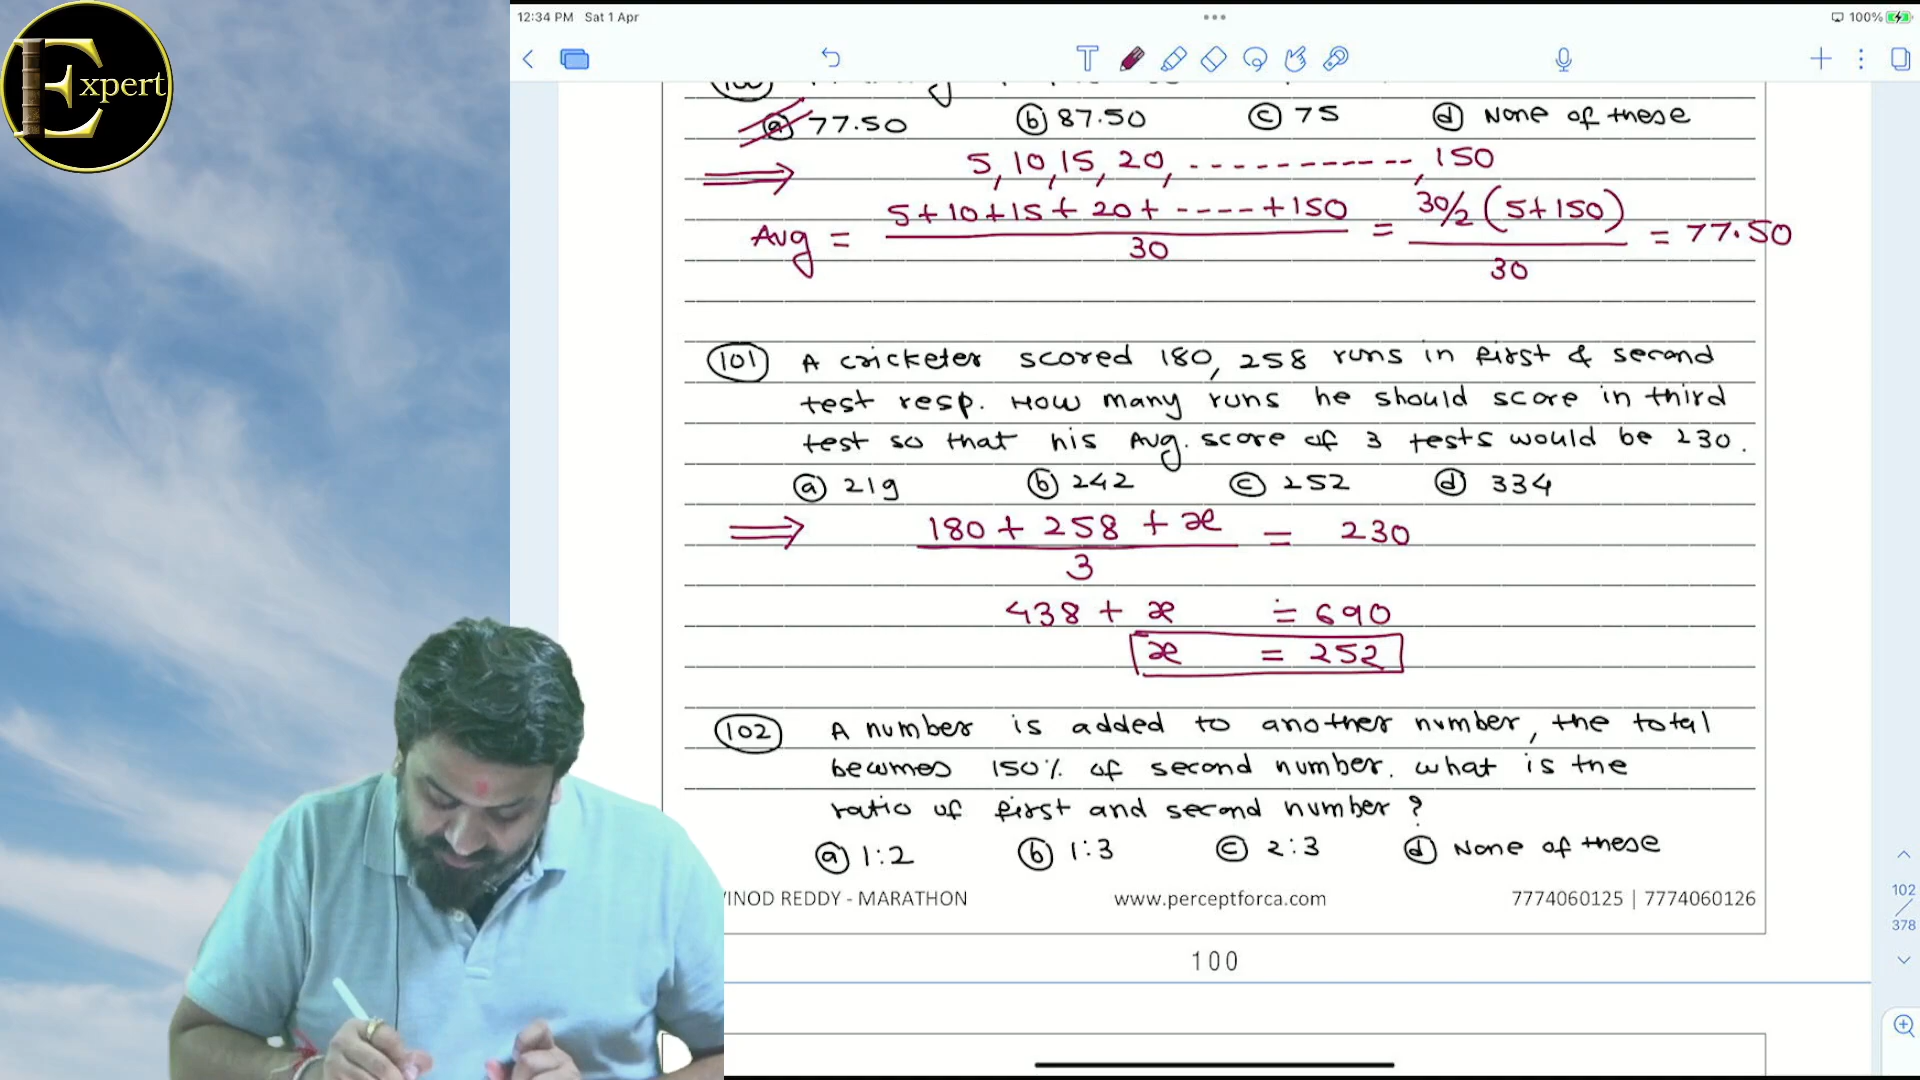 12:34 PM Sat 1 Apr
100%
Expert
T
(a) 77.50 (b) 87.50 (c) 75 (d) None of these
5, 10, 15, 20, -----------, 150
Avg = 5+10+15+20+----+150 / 30 = 30/2 (5+150) / 30 = 77.50
101 A cricketer scored 180, 258 runs in first & second
test resp. How many runs he should score in third
test so that his Avg. score of 3 tests would be 230.
(a) 219 (b) 242 (c) 252 (d) 334
⇒ 180 + 258 + x / 3 = 230
438 + x = 690
x = 252
102 A number is added to another number, the total
becomes 150% of second number. What is the
ratio of first and second number?
(a) 1:2 (b) 1:3 (c) 2:3 (d) None of these
VINOD REDDY - MARATHON www.perceptforca.com 7774060125 | 7774060126
100
102
378